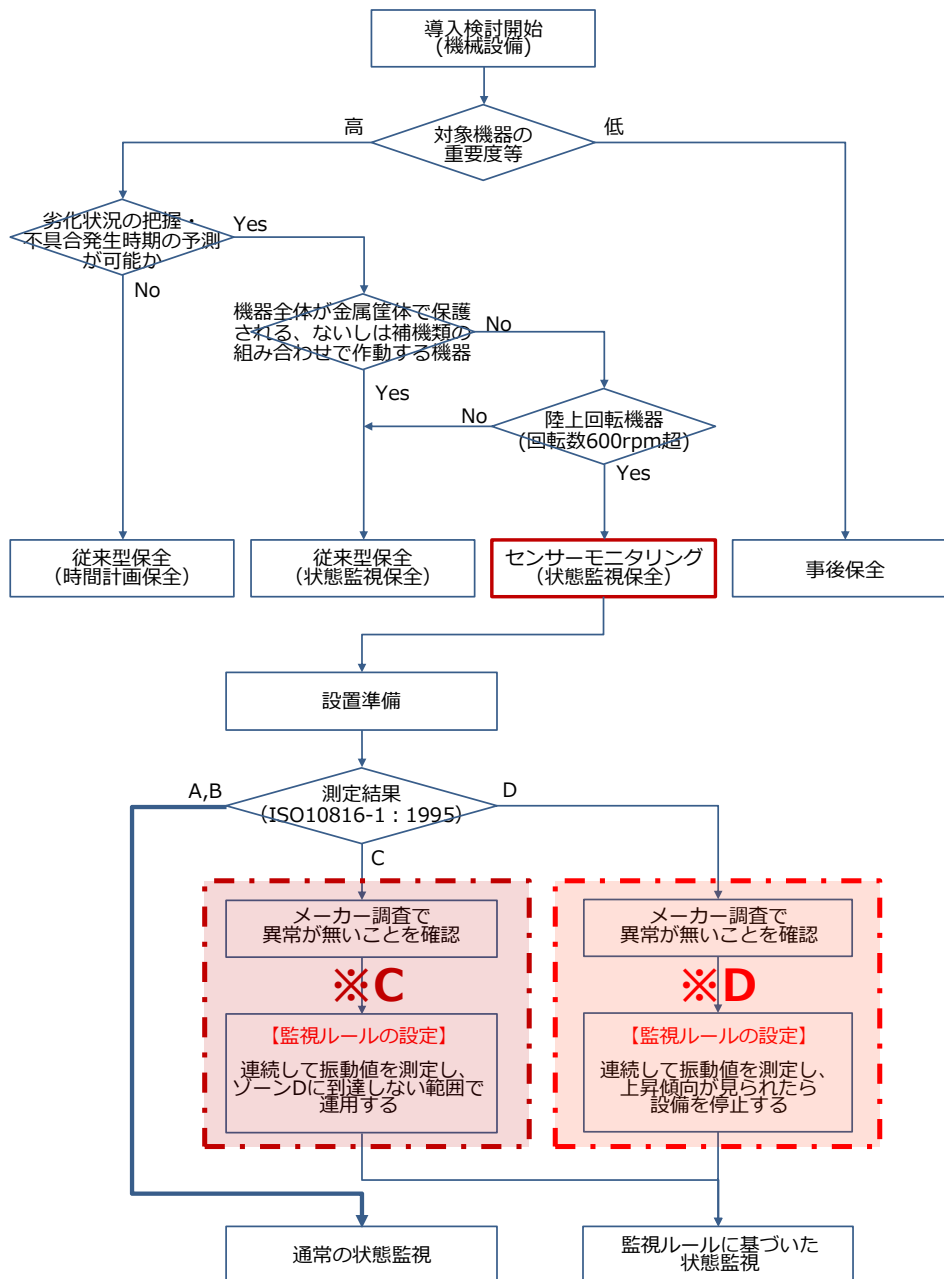 導入検討開始
(機械設備)
高
対象機器の
重要度等
低
劣化状況の把握・
不具合発生時期の予測
が可能か
Yes
No
機器全体が金属筐体で保護
される、ないしは補機類の
組み合わせで作動する機器
No
Yes
No
陸上回転機器
(回転数600rpm超)
Yes
従来型保全
（時間計画保全）
従来型保全
（状態監視保全）
センサーモニタリング
（状態監視保全）
事後保全
設置準備
A,B
測定結果
（ISO10816-1：1995）
D
C
メーカー調査で
異常が無いことを確認
メーカー調査で
異常が無いことを確認
※C
※D
【監視ルールの設定】
連続して振動値を測定し、
ゾーンDに到達しない範囲で
運用する
【監視ルールの設定】
連続して振動値を測定し、
上昇傾向が見られたら
設備を停止する
通常の状態監視
監視ルールに基づいた
状態監視